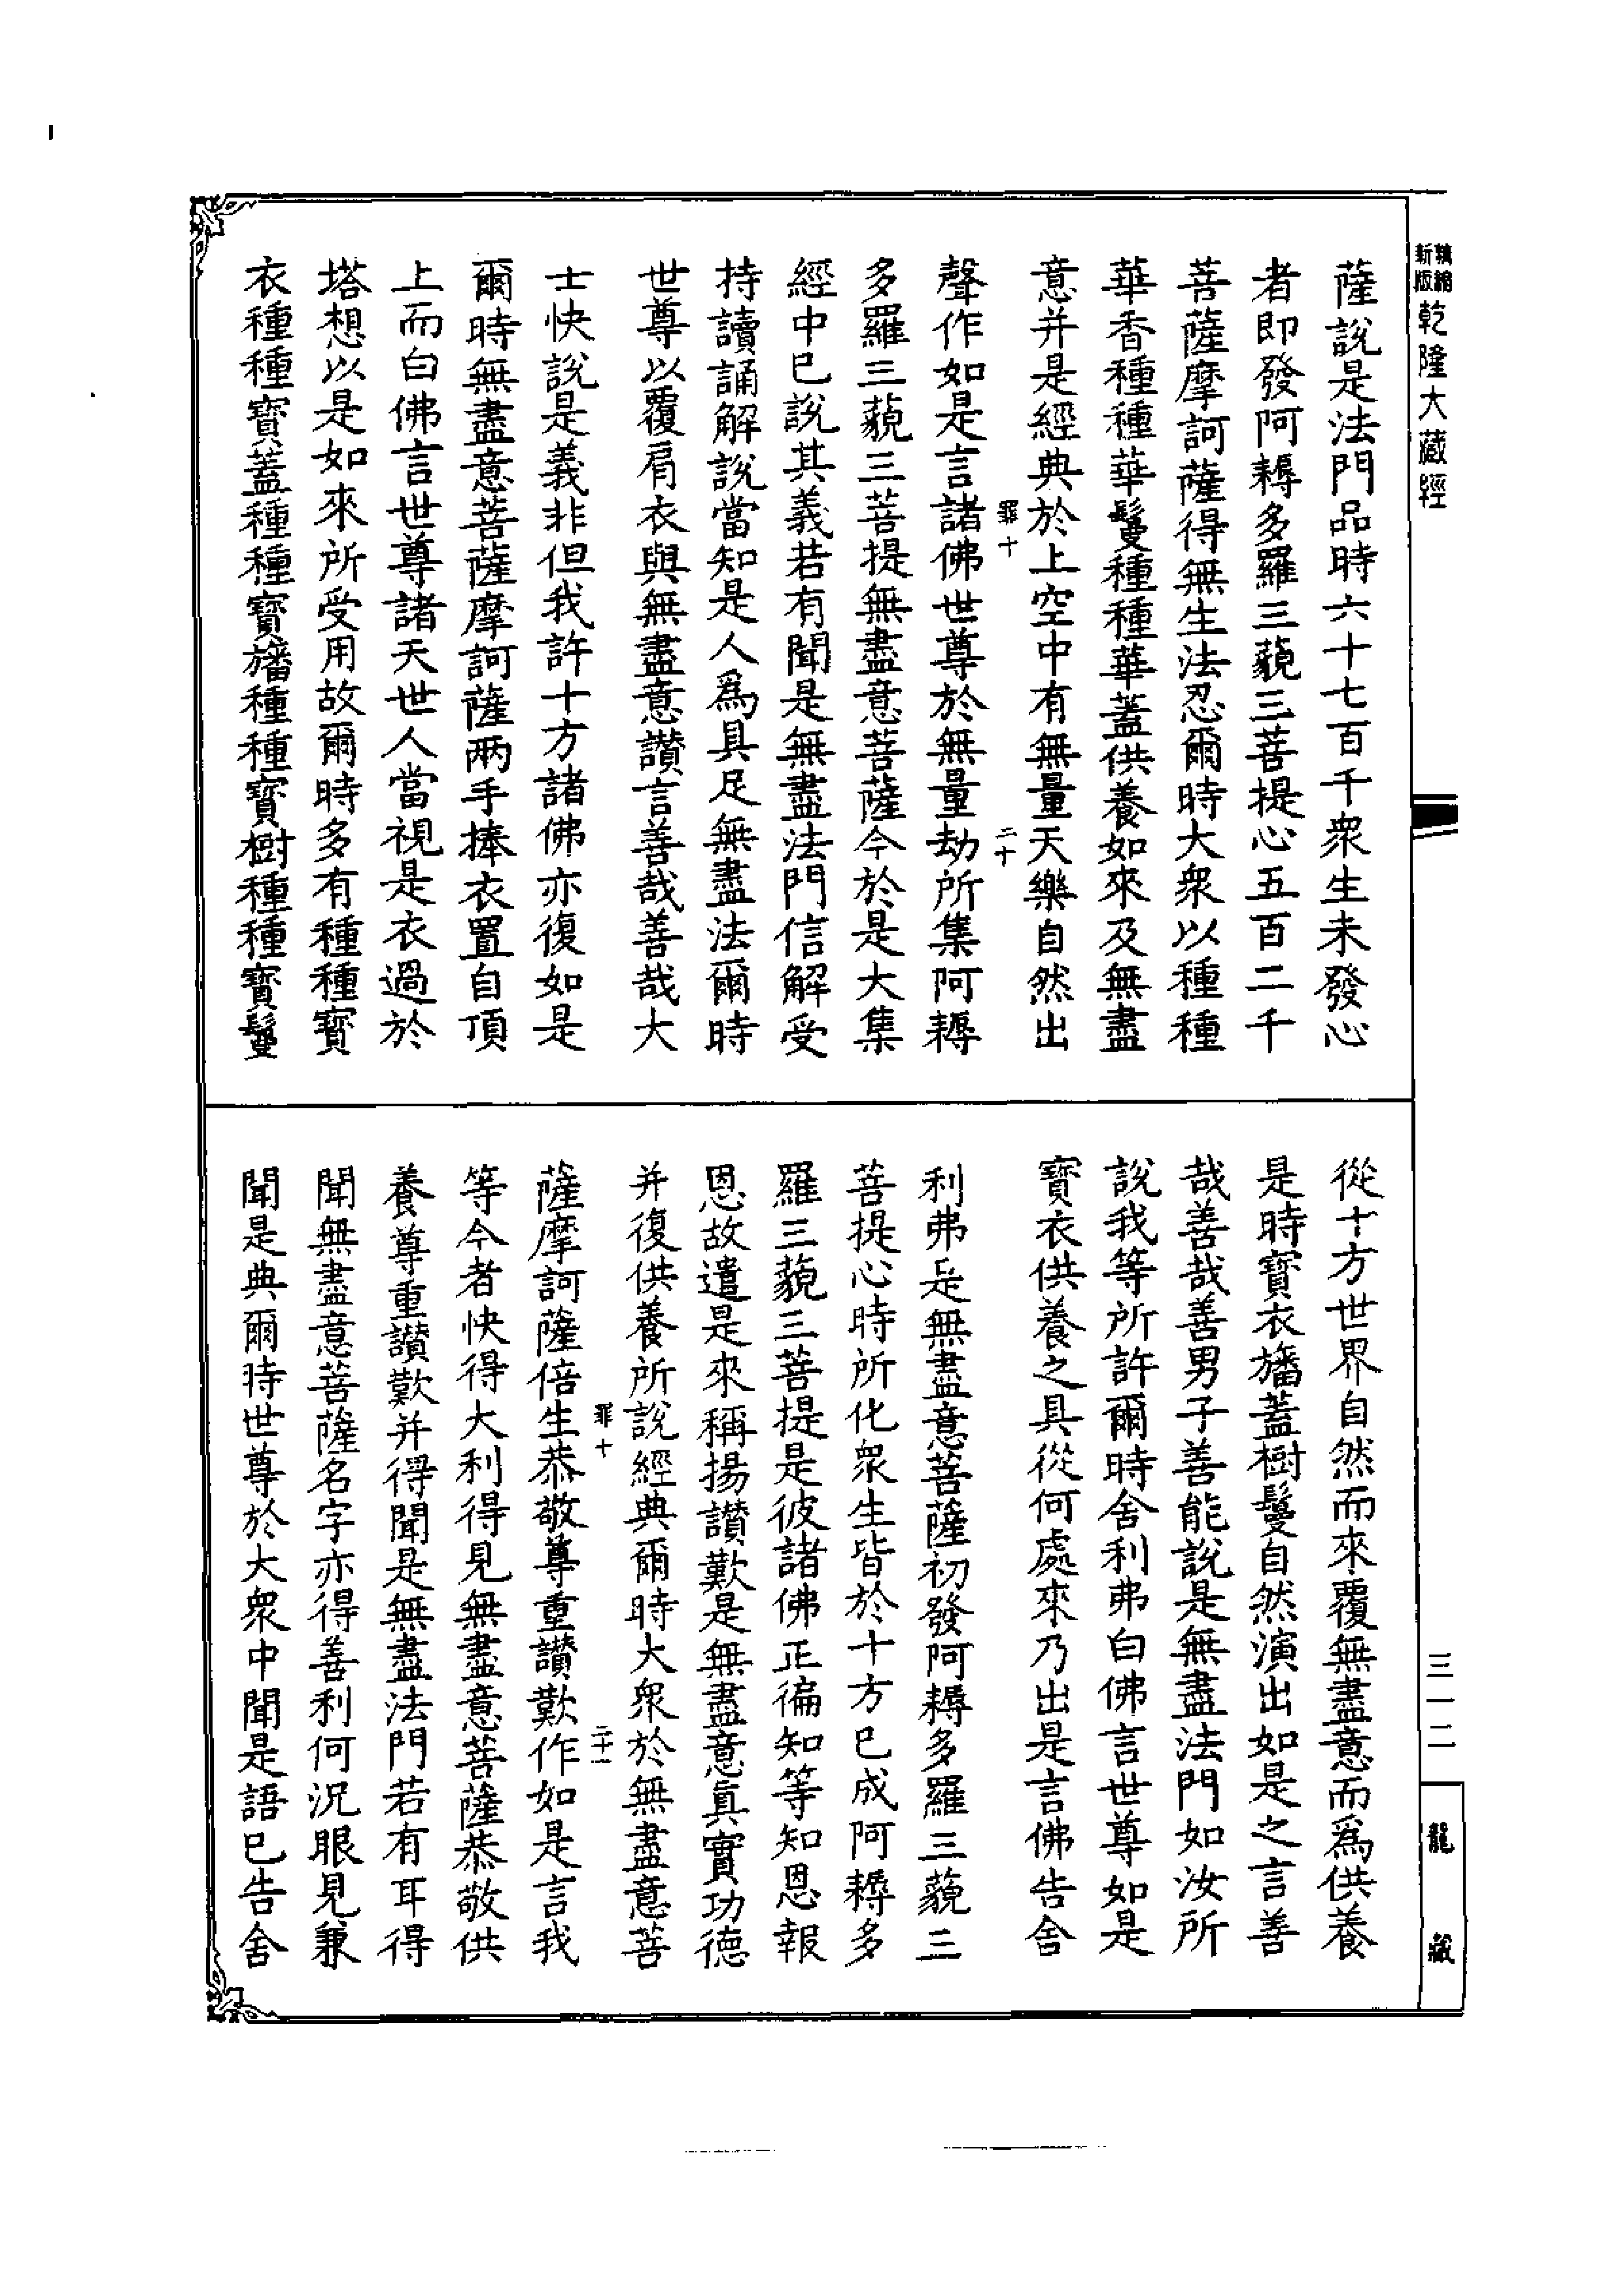 精縮
新版
乾隆大藏經
薩說是法門品時六十七百千衆生未發心
者即發阿耨多羅三藐三菩提心五百二千
菩薩摩訶薩得無生法忍爾時大衆以種種
華香種種華鬘種種華蓋供養如來及無盡
意并是經典於上空中有無量天樂自然出
罪十
二十
聲作如是言諸佛世尊於無量劫所集阿耨
多羅三藐三菩提無盡意菩薩今於是大集
經中已說其義若有聞是無盡法門信解受
持讀誦解說當知是人爲具足無盡法爾時
世尊以覆肩衣與無盡意讚言善哉善哉大
士快說是義非但我許十方諸佛亦復如是
爾時無盡意菩薩摩訶薩兩手捧衣置自頂
上而白佛言世尊諸天世人當視是衣過於
塔想以是如來所受用故爾時多有種種寶
衣種種寶蓋種種寶旛種種寶樹種種寶鬘
從十方世界自然而來覆無盡意而爲供養
是時寶衣旛蓋樹鬘自然演出如是之言善
哉善哉善男子善能說是無盡法門如汝所
說我等所許爾時舍利弗白佛言世尊如是
寶衣供養之具從何處來乃出是言佛告舍
利弗是無盡意菩薩初發阿耨多羅三藐三
菩提心時所化衆生皆於十方已成阿耨多
羅三藐三菩提是彼諸佛正徧知等知恩報
恩故遣是來稱揚讚歎是無盡意眞實功德
并復供養所說經典爾時大衆於無盡意菩
罪十
二十一
薩摩訶薩倍生恭敬尊重讚歎作如是言我
等今者快得大利得見無盡意菩薩恭敬供
養尊重讚歎并得聞是無盡法門若有耳得
聞無盡意菩薩名字亦得善利何況眼見兼
聞是典爾時世尊於大衆中聞是語已告舍
三一二
龍藏